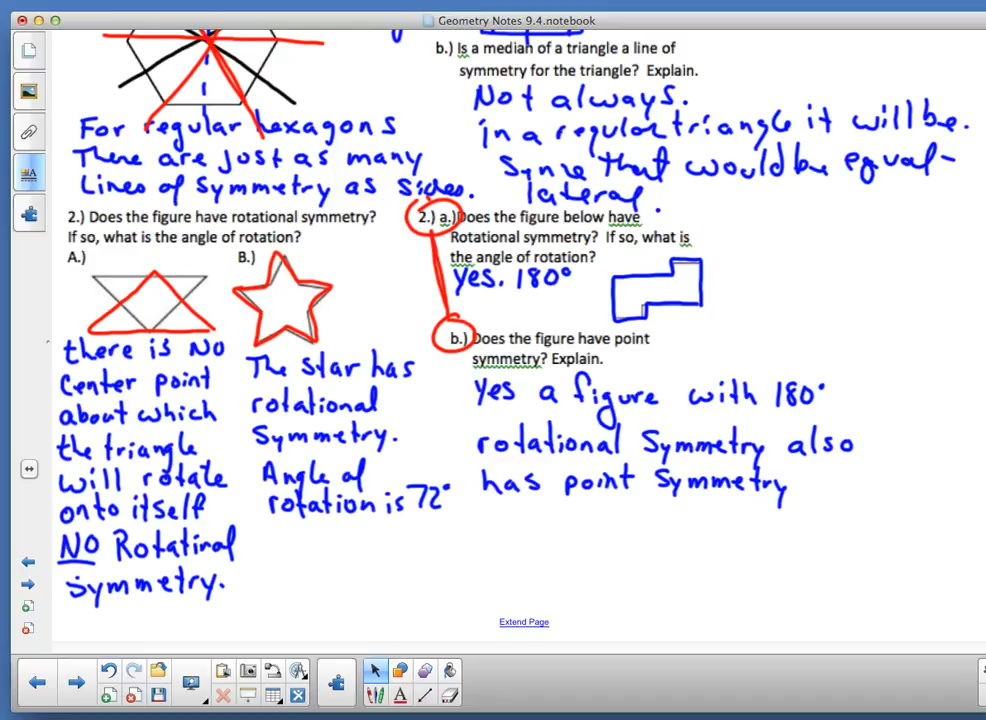 Geometry Notes 9.4.notebook
For regular hexagons
There are just as many
Lines of Symmetry as sides.
2.) Does the figure have rotational symmetry?
If so, what is the angle of rotation?
A.)
B.)
there is NO
Center point
about which
the triangle
will rotate
onto itself
NO Rotatinal
symmetry.
The star has
rotational
Symmetry.
Angle of
rotation is 72°
b.) Is a median of a triangle a line of
symmetry for the triangle? Explain.
Not always.
in a regular triangle it will be.
Since that would be equal-
lateral.
2.) a.) Does the figure below have
Rotational symmetry? If so, what is
the angle of rotation?
Yes. 180°
b.) Does the figure have point
symmetry? Explain.
Yes a figure with 180°
rotational Symmetry also
has point Symmetry
Extend Page